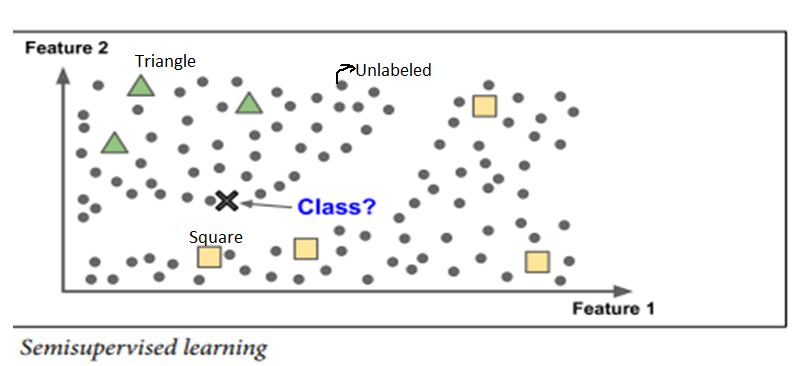 Feature 2
Triangle
Unlabeled
Class?
Square
Feature 1
Semisupervised learning